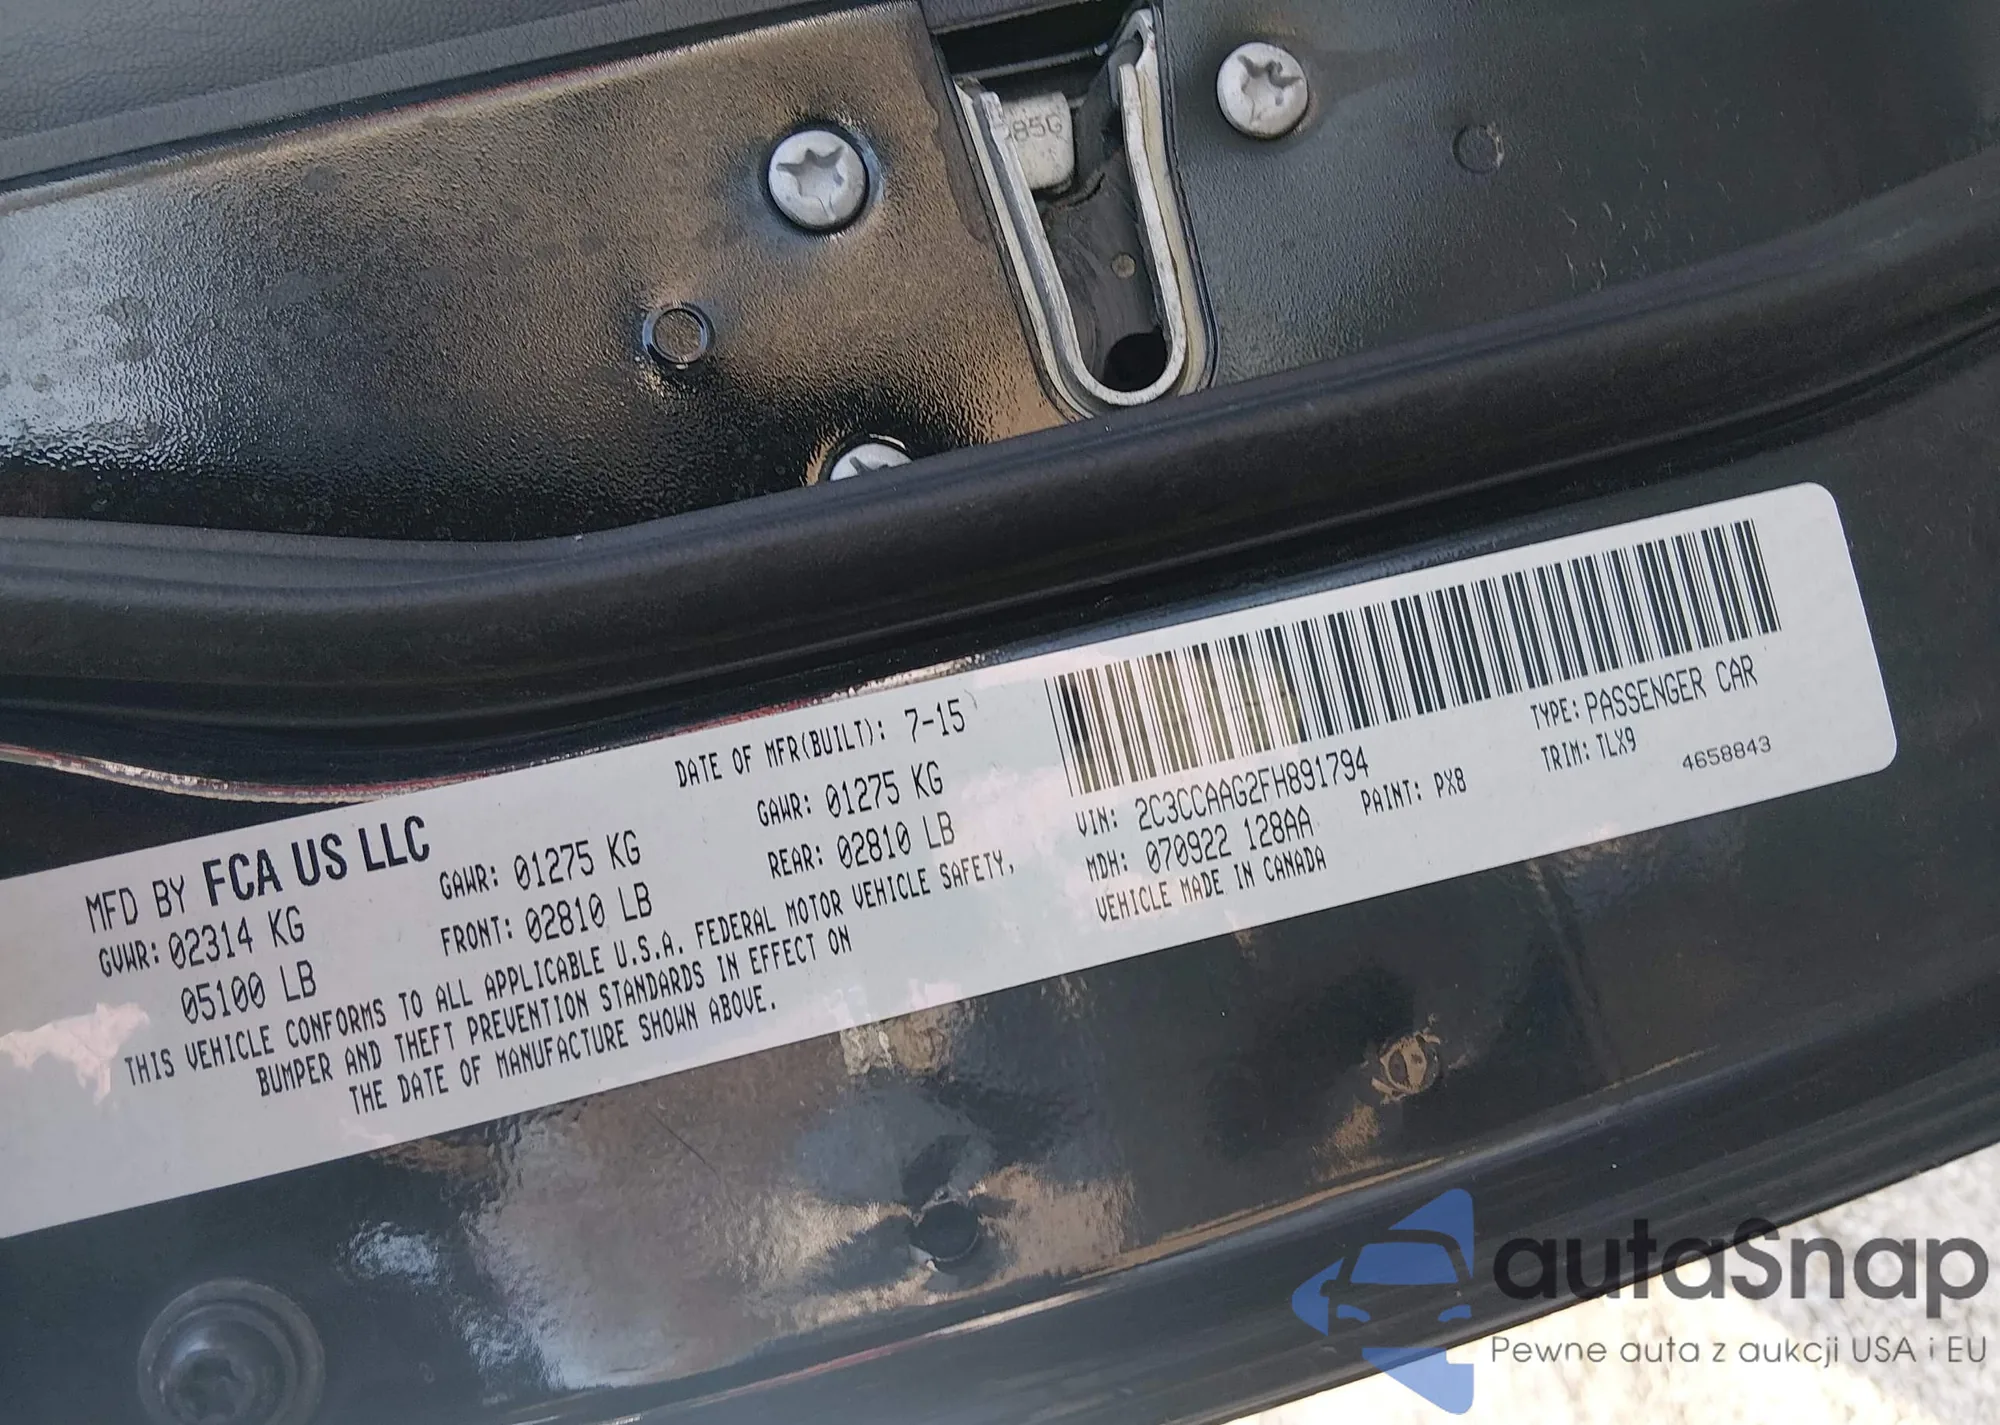 385G
MFD BY FCA US LLC
DATE OF MFR(BUILT): 7-15
GVWR: 02314 KG
05100 LB
GAWR: 01275 KG
FRONT: 02810 LB
GAWR: 01275 KG
REAR: 02810 LB
THIS VEHICLE CONFORMS TO ALL APPLICABLE U.S.A. FEDERAL MOTOR VEHICLE SAFETY,
BUMPER AND THEFT PREVENTION STANDARDS IN EFFECT ON
THE DATE OF MANUFACTURE SHOWN ABOVE.
VIN: 2C3CCAAG2FH891794
MDH: 070922 128AA
VEHICLE MADE IN CANADA
PAINT: PX8
TYPE: PASSENGER CAR
TRIM: TLX9
4658843
autaSnap
Pewne auta z aukcji USA i EU